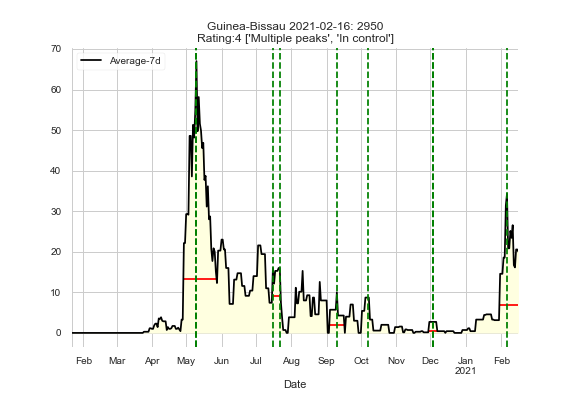 Guinea-Bissau 2021-02-16: 2950
Rating:4 ['Multiple peaks', 'In control']
70
Average-7d
60
50
40
30
20
10
0
Feb Mar Apr May Jun Jul Aug Sep Oct Nov Dec Jan Feb
2021
Date